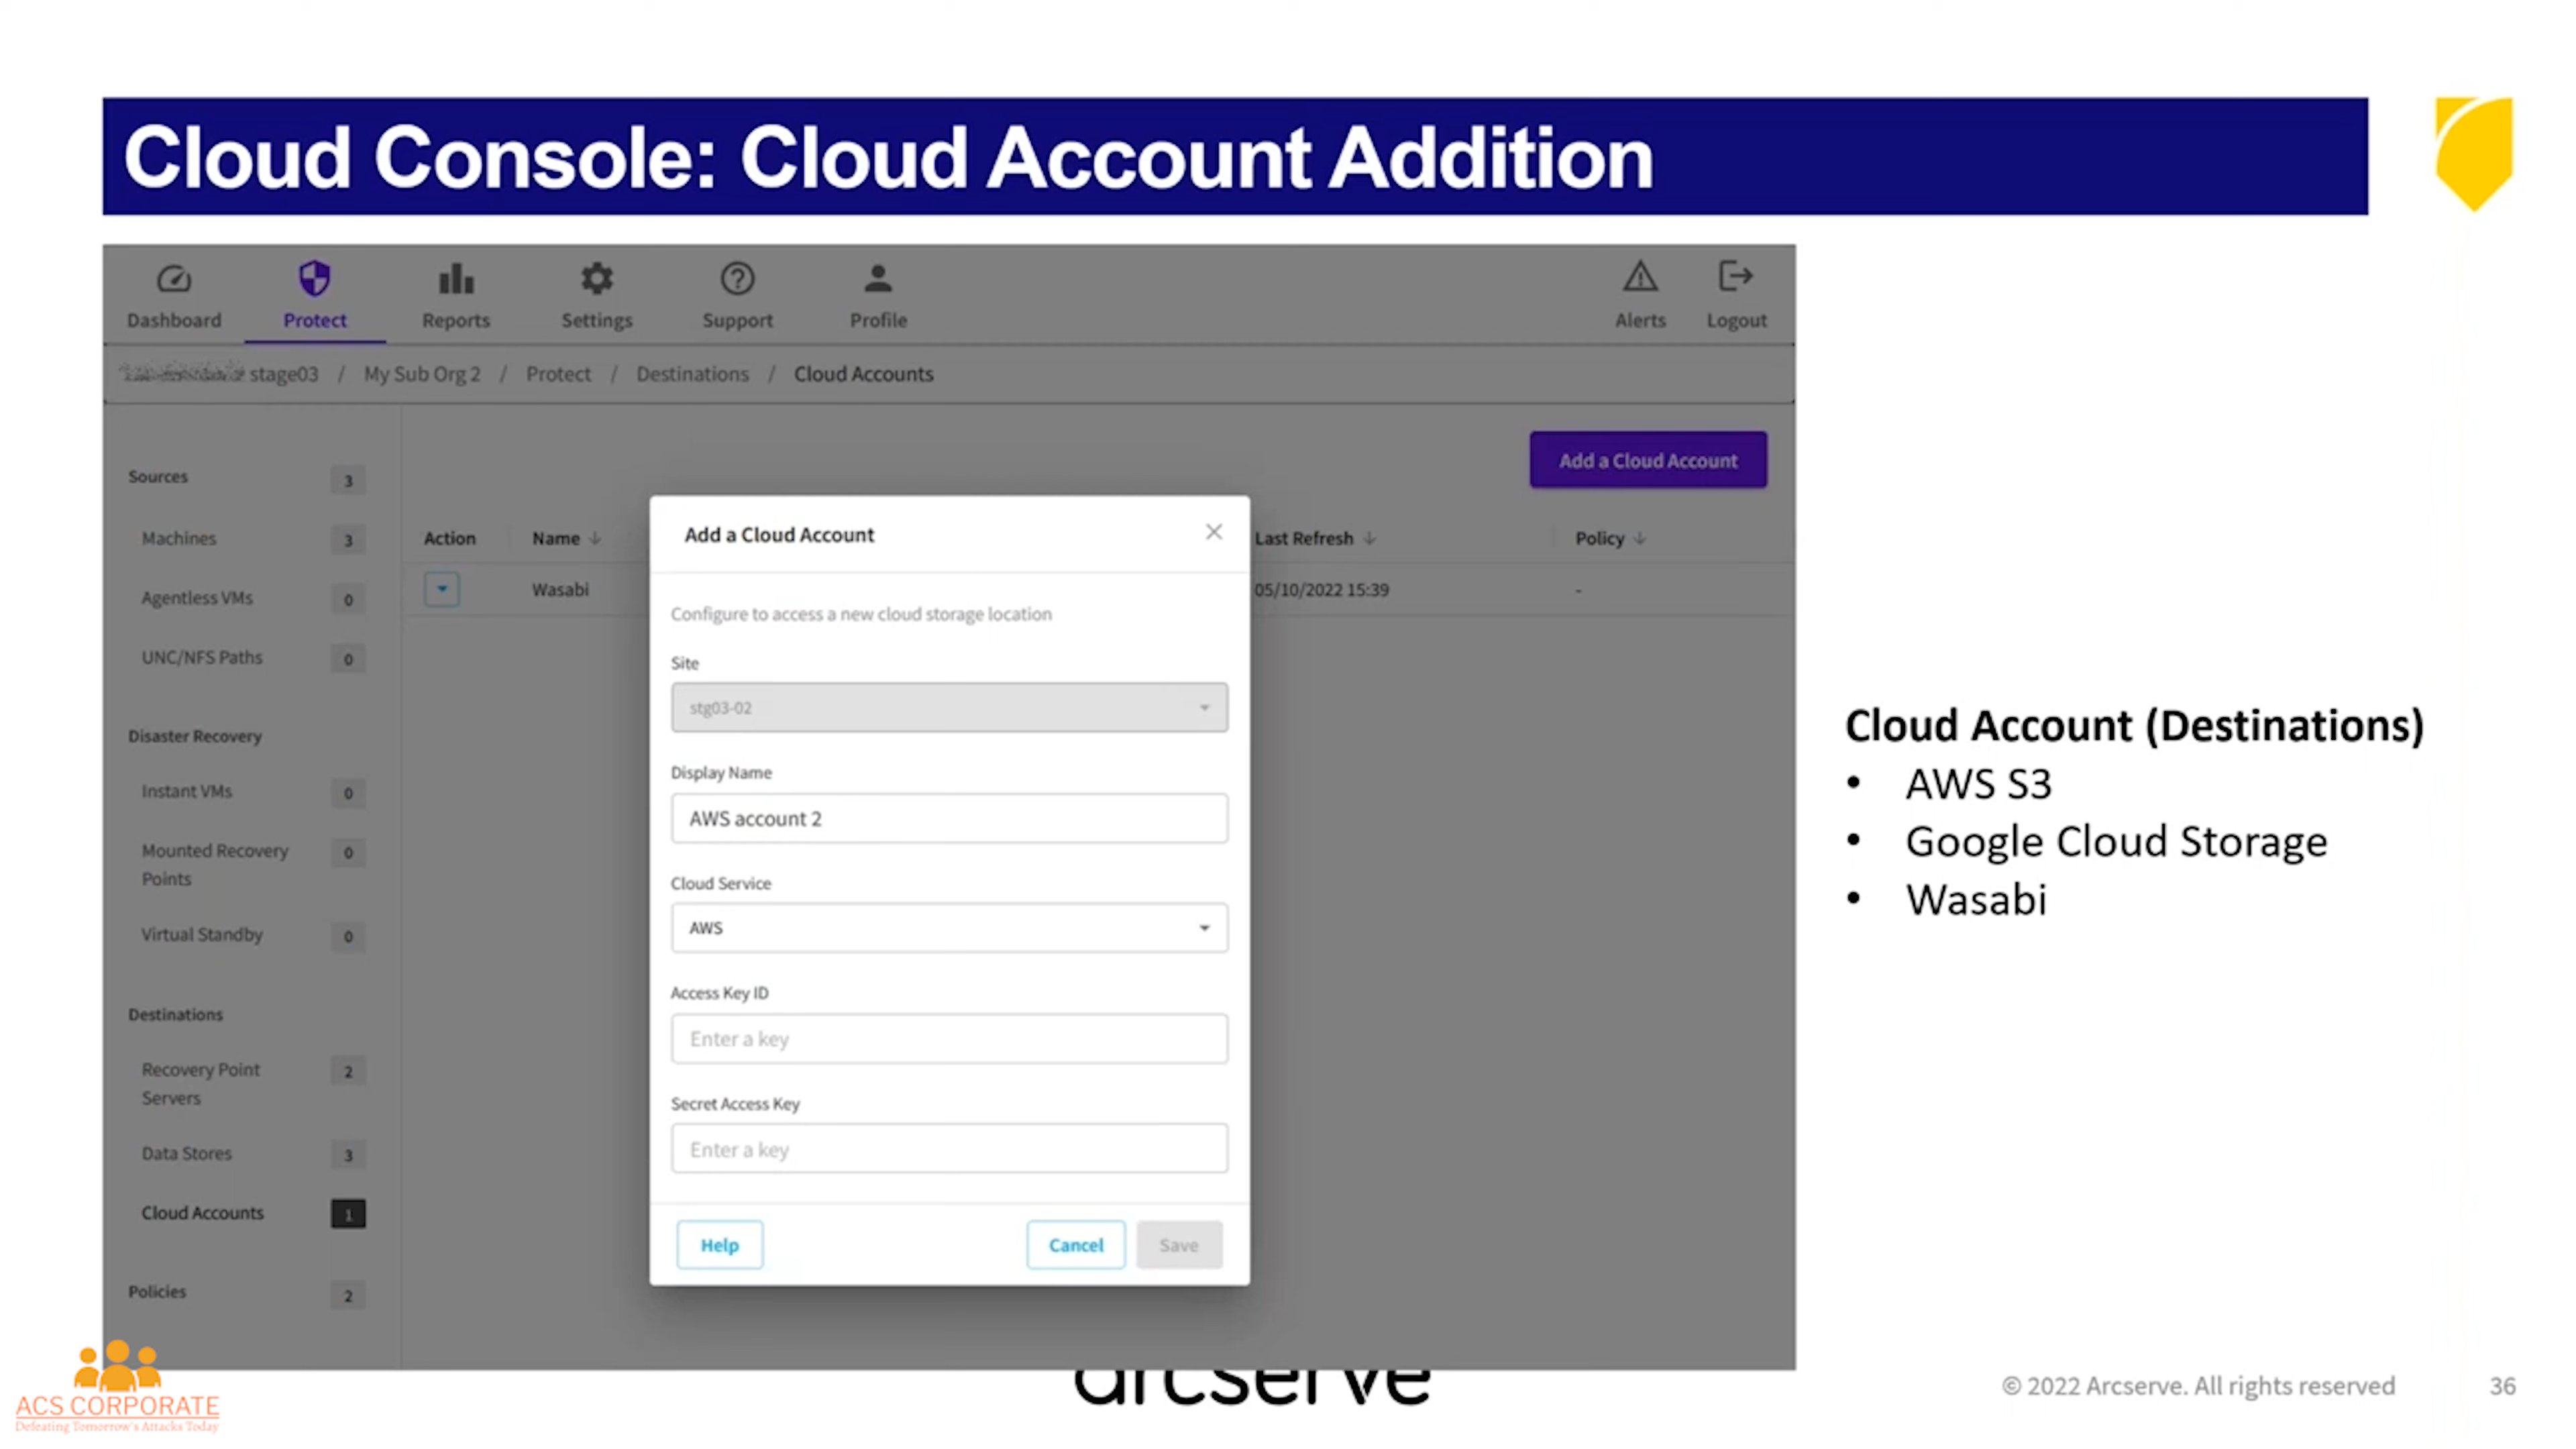 Cloud Console: Cloud Account Addition
Dashboard
Protect
Reports
Settings
Support
Profile
Alerts
Logout
stage03 / My Sub Org 2 / Protect / Destinations / Cloud Accounts
Add a Cloud Account
Sources 3
Machines 3
Agentless VMs 0
UNC/NFS Paths 0
Disaster Recovery
Instant VMs 0
Mounted Recovery 0
Points
Virtual Standby 0
Destinations
Recovery Point 2
Servers
Data Stores 3
Cloud Accounts 1
Policies 2
Action Name Last Refresh Policy
Wasabi 05/10/2022 15:39 -
Add a Cloud Account
Configure to access a new cloud storage location
Site
stg03-02
Display Name
AWS account 2
Cloud Service
AWS
Access Key ID
Enter a key
Secret Access Key
Enter a key
Help Cancel Save
Cloud Account (Destinations)
• AWS S3
• Google Cloud Storage
• Wasabi
ACS CORPORATE
Defeating Tomorrow's Attacks Today
arcserve
© 2022 Arcserve. All rights reserved 36